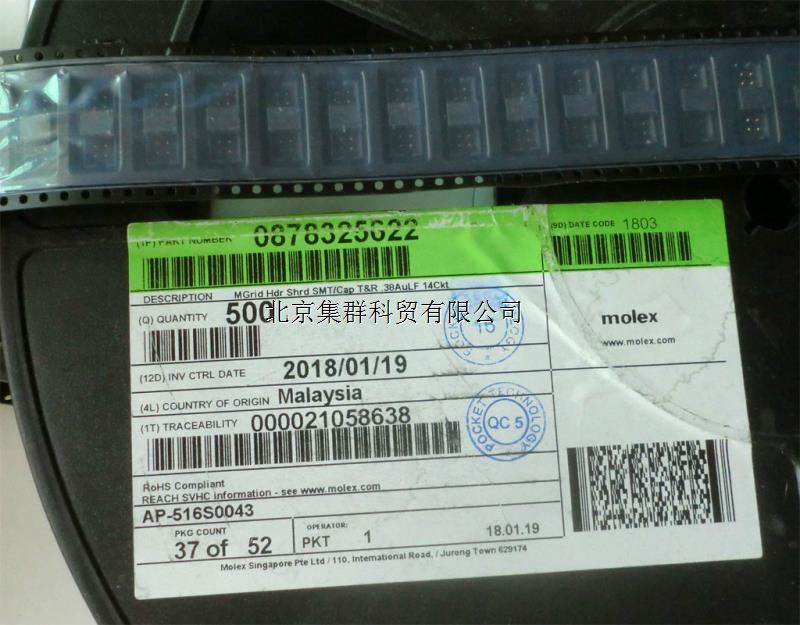 (1P) PART NUMBER 0878325622
(9D) DATE CODE 1803
DESCRIPTION MGrid Hdr Shrd SMT/Cap T&R .38AuLF 14Ckt
(Q) QUANTITY 500
北京集群科贸有限公司
15
molex
www.molex.com
(12D) INV CTRL DATE 2018/01/19
(4L) COUNTRY OF ORIGIN Malaysia
(1T) TRACEABILITY 000021058638
POCKET TECHNOLOGY
QC 5
RoHS Compliant
REACH SVHC information - see www.molex.com
AP-516S0043
PKG COUNT
37 of 52
OPERATOR:
PKT 1
18.01.19
Molex Singapore Pte Ltd / 110, International Road, / Jurong Town 629174